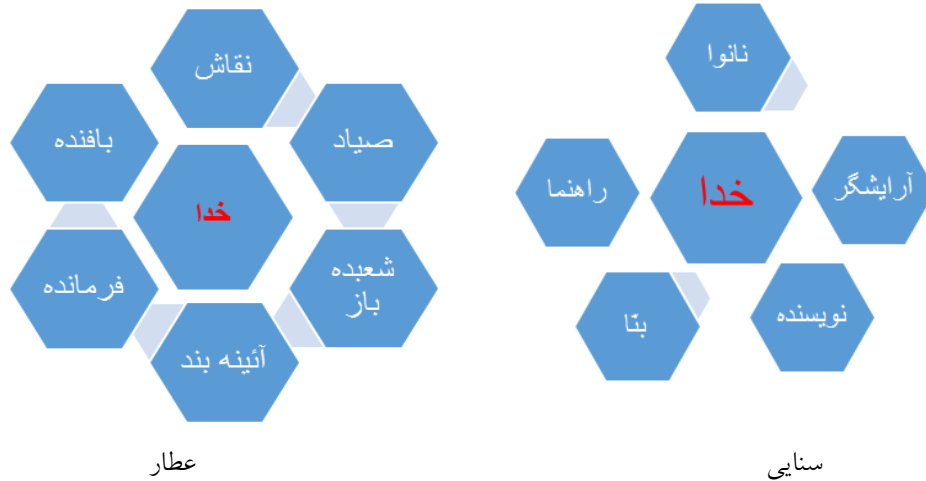 نانوا
آرایشگر
خدا
راهنما
نویسنده
بنّا
سنایی
نقاش
صیاد
بافنده
خدا
شعبده
باز
فرمانده
آئینه بند
عطار